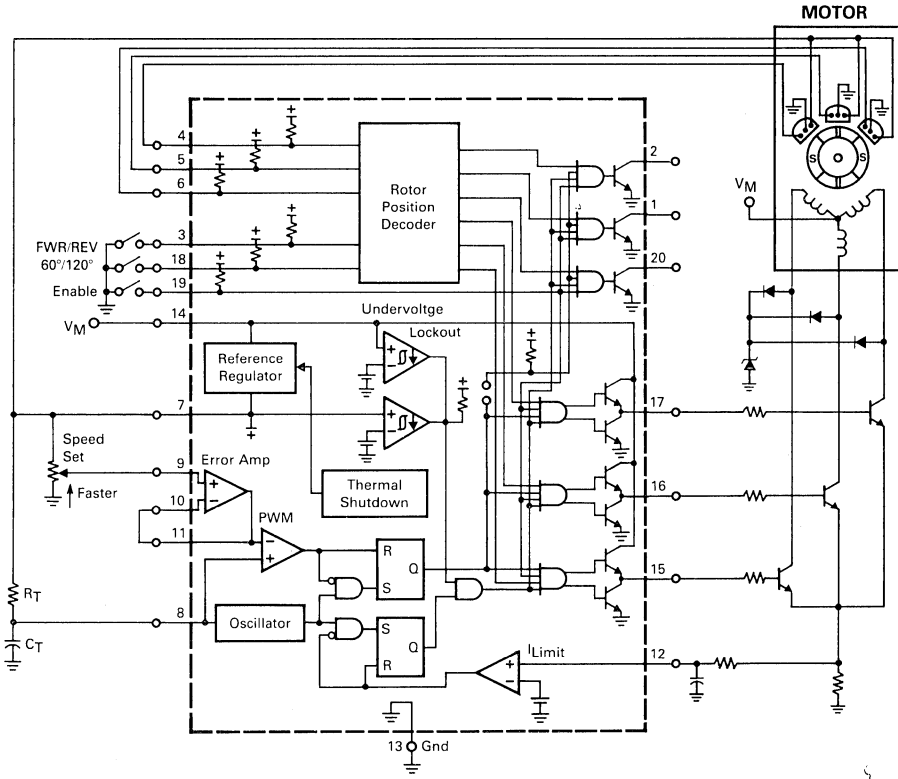 MOTOR
4
5
6
Rotor
Position
Decoder
2
1
20
VM
S
S
FWR/REV
60°/120°
Enable
3
18
19
VM
14
Undervoltge
Lockout
Reference
Regulator
7
17
Speed
Set
Faster
9
10
11
Error Amp
Thermal
Shutdown
16
PWM
R
Q
S
15
RT
CT
8
Oscillator
S
Q
R
ILimit
12
13
Gnd